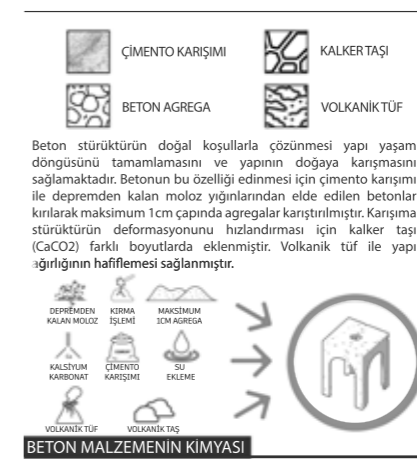 ÇİMENTO KARIŞIMI
KALKER TAŞI
BETON AGREGA
VOLKANİK TÜF
Beton stürüktürün doğal koşullarla çözünmesi yapı yaşam
döngüsünü tamamlamasını ve yapının doğaya karışmasını
sağlamaktadır. Betonun bu özelliği edinmesi için çimento karışımı
ile depremden kalan moloz yığınlarından elde edilen betonlar
kırılarak maksimum 1cm çapında agregalar karıştırılmıştır. Karışıma
stürüktürün deformasyonunu hızlandırması için kalker taşı
(CaCO2) farklı boyutlarda eklenmiştir. Volkanik tüf ile yapı
ağırlığının hafiflemesi sağlanmıştır.
DEPREMDEN
KALAN MOLOZ
KIRMA
İŞLEMİ
MAKSİMUM
1CM AGREGA
KALSİYUM
KARBONAT
ÇİMENTO
KARIŞIMI
SU
EKLEME
VOLKANİK TÜF
VOLKANİK TAŞ
BETON MALZEMENİN KİMYASI